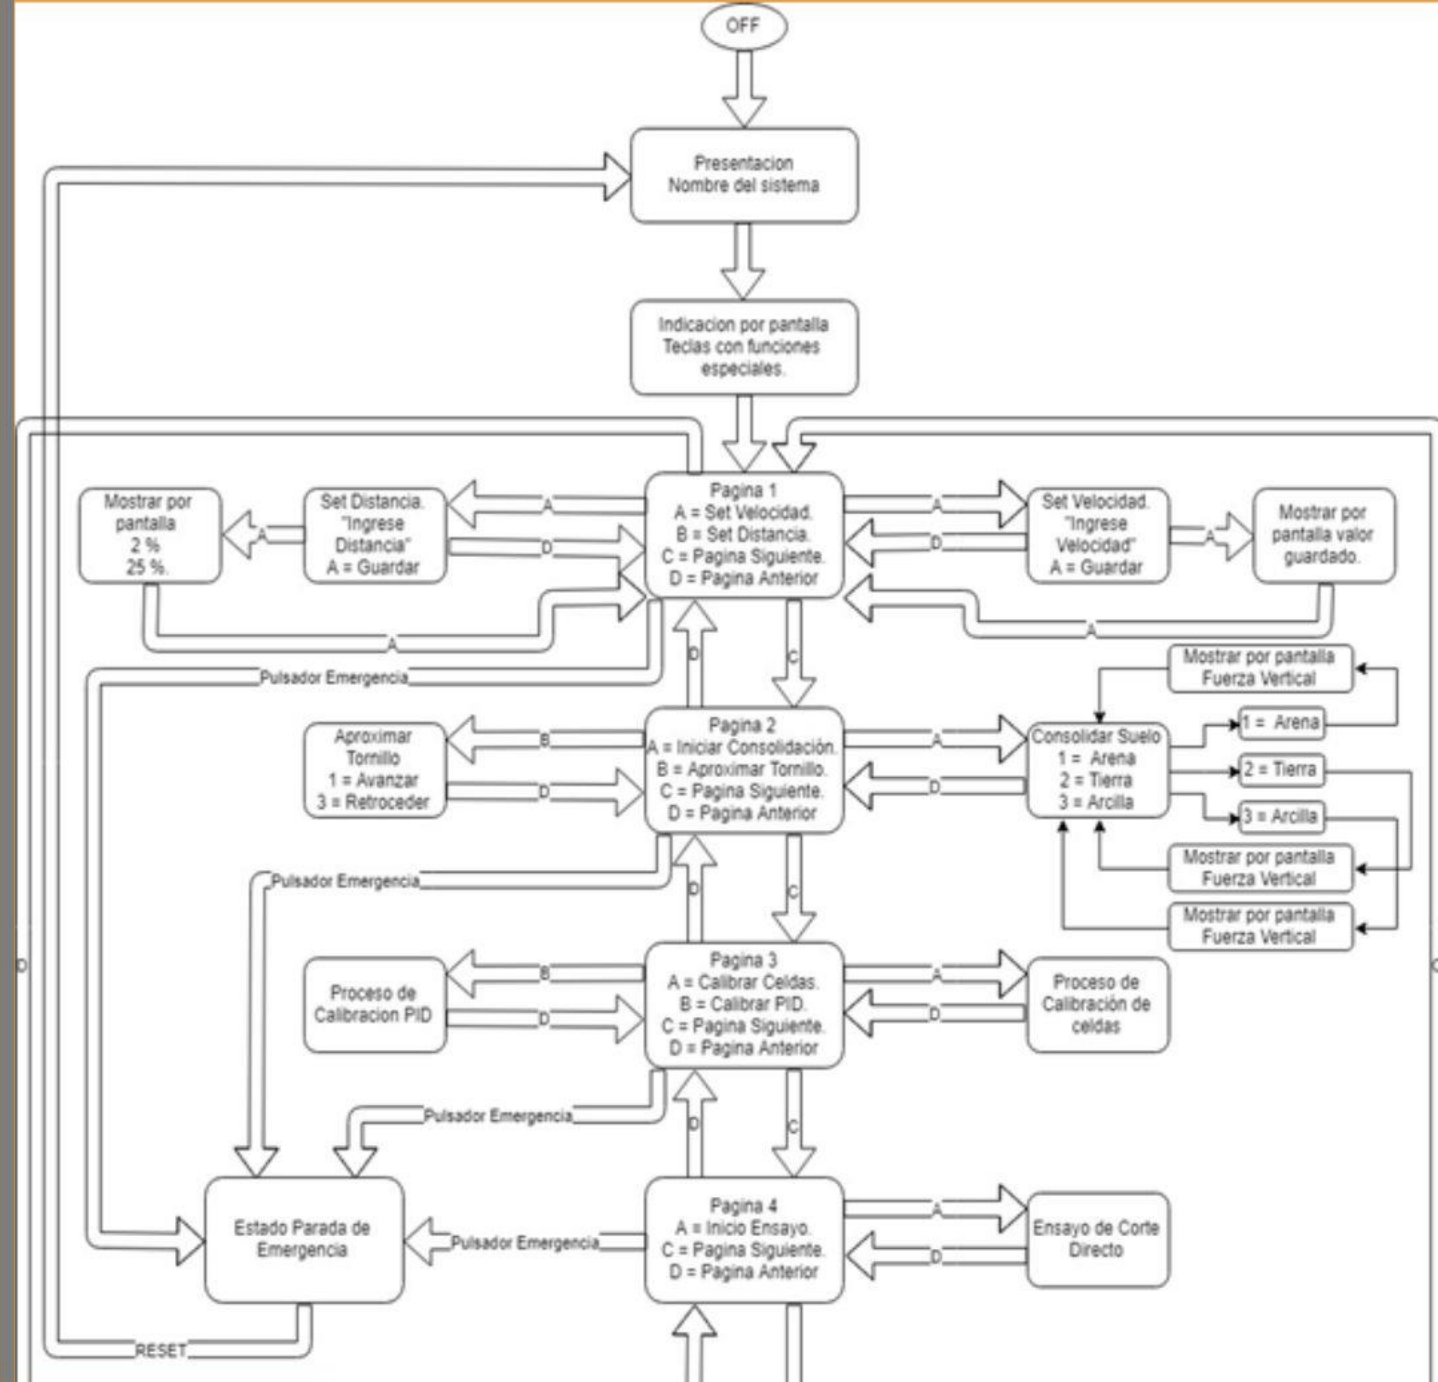 OFF
Presentacion
Nombre del sistema
Indicacion por pantalla
Teclas con funciones
especiales.
Mostrar por
pantalla
2 %
25 %.
A
Set Distancia.
"Ingrese
Distancia"
A = Guardar
A
D
Pagina 1
A = Set Velocidad.
B = Set Distancia.
C = Pagina Siguiente.
D = Pagina Anterior
A
D
Set Velocidad.
"Ingrese
Velocidad"
A = Guardar
A
Mostrar por
pantalla valor
guardado.
A
A
Pulsador Emergencia
D
C
Mostrar por pantalla
Fuerza Vertical
Aproximar
Tornillo
1 = Avanzar
3 = Retroceder
B
D
Pagina 2
A = Iniciar Consolidación.
B = Aproximar Tornillo.
C = Pagina Siguiente.
D = Pagina Anterior
A
D
Consolidar Suelo
1 = Arena
2 = Tierra
3 = Arcilla
1 = Arena
2 = Tierra
3 = Arcilla
Mostrar por pantalla
Fuerza Vertical
Mostrar por pantalla
Fuerza Vertical
Pulsador Emergencia
D
C
D
Proceso de
Calibracion PID
B
D
Pagina 3
A = Calibrar Celdas.
B = Calibrar PID.
C = Pagina Siguiente.
D = Pagina Anterior
A
D
Proceso de
Calibración de
celdas
Pulsador Emergencia
D
C
Estado Parada de
Emergencia
Pulsador Emergencia
Pagina 4
A = Inicio Ensayo.
C = Pagina Siguiente.
D = Pagina Anterior
A
D
Ensayo de Corte
Directo
RESET